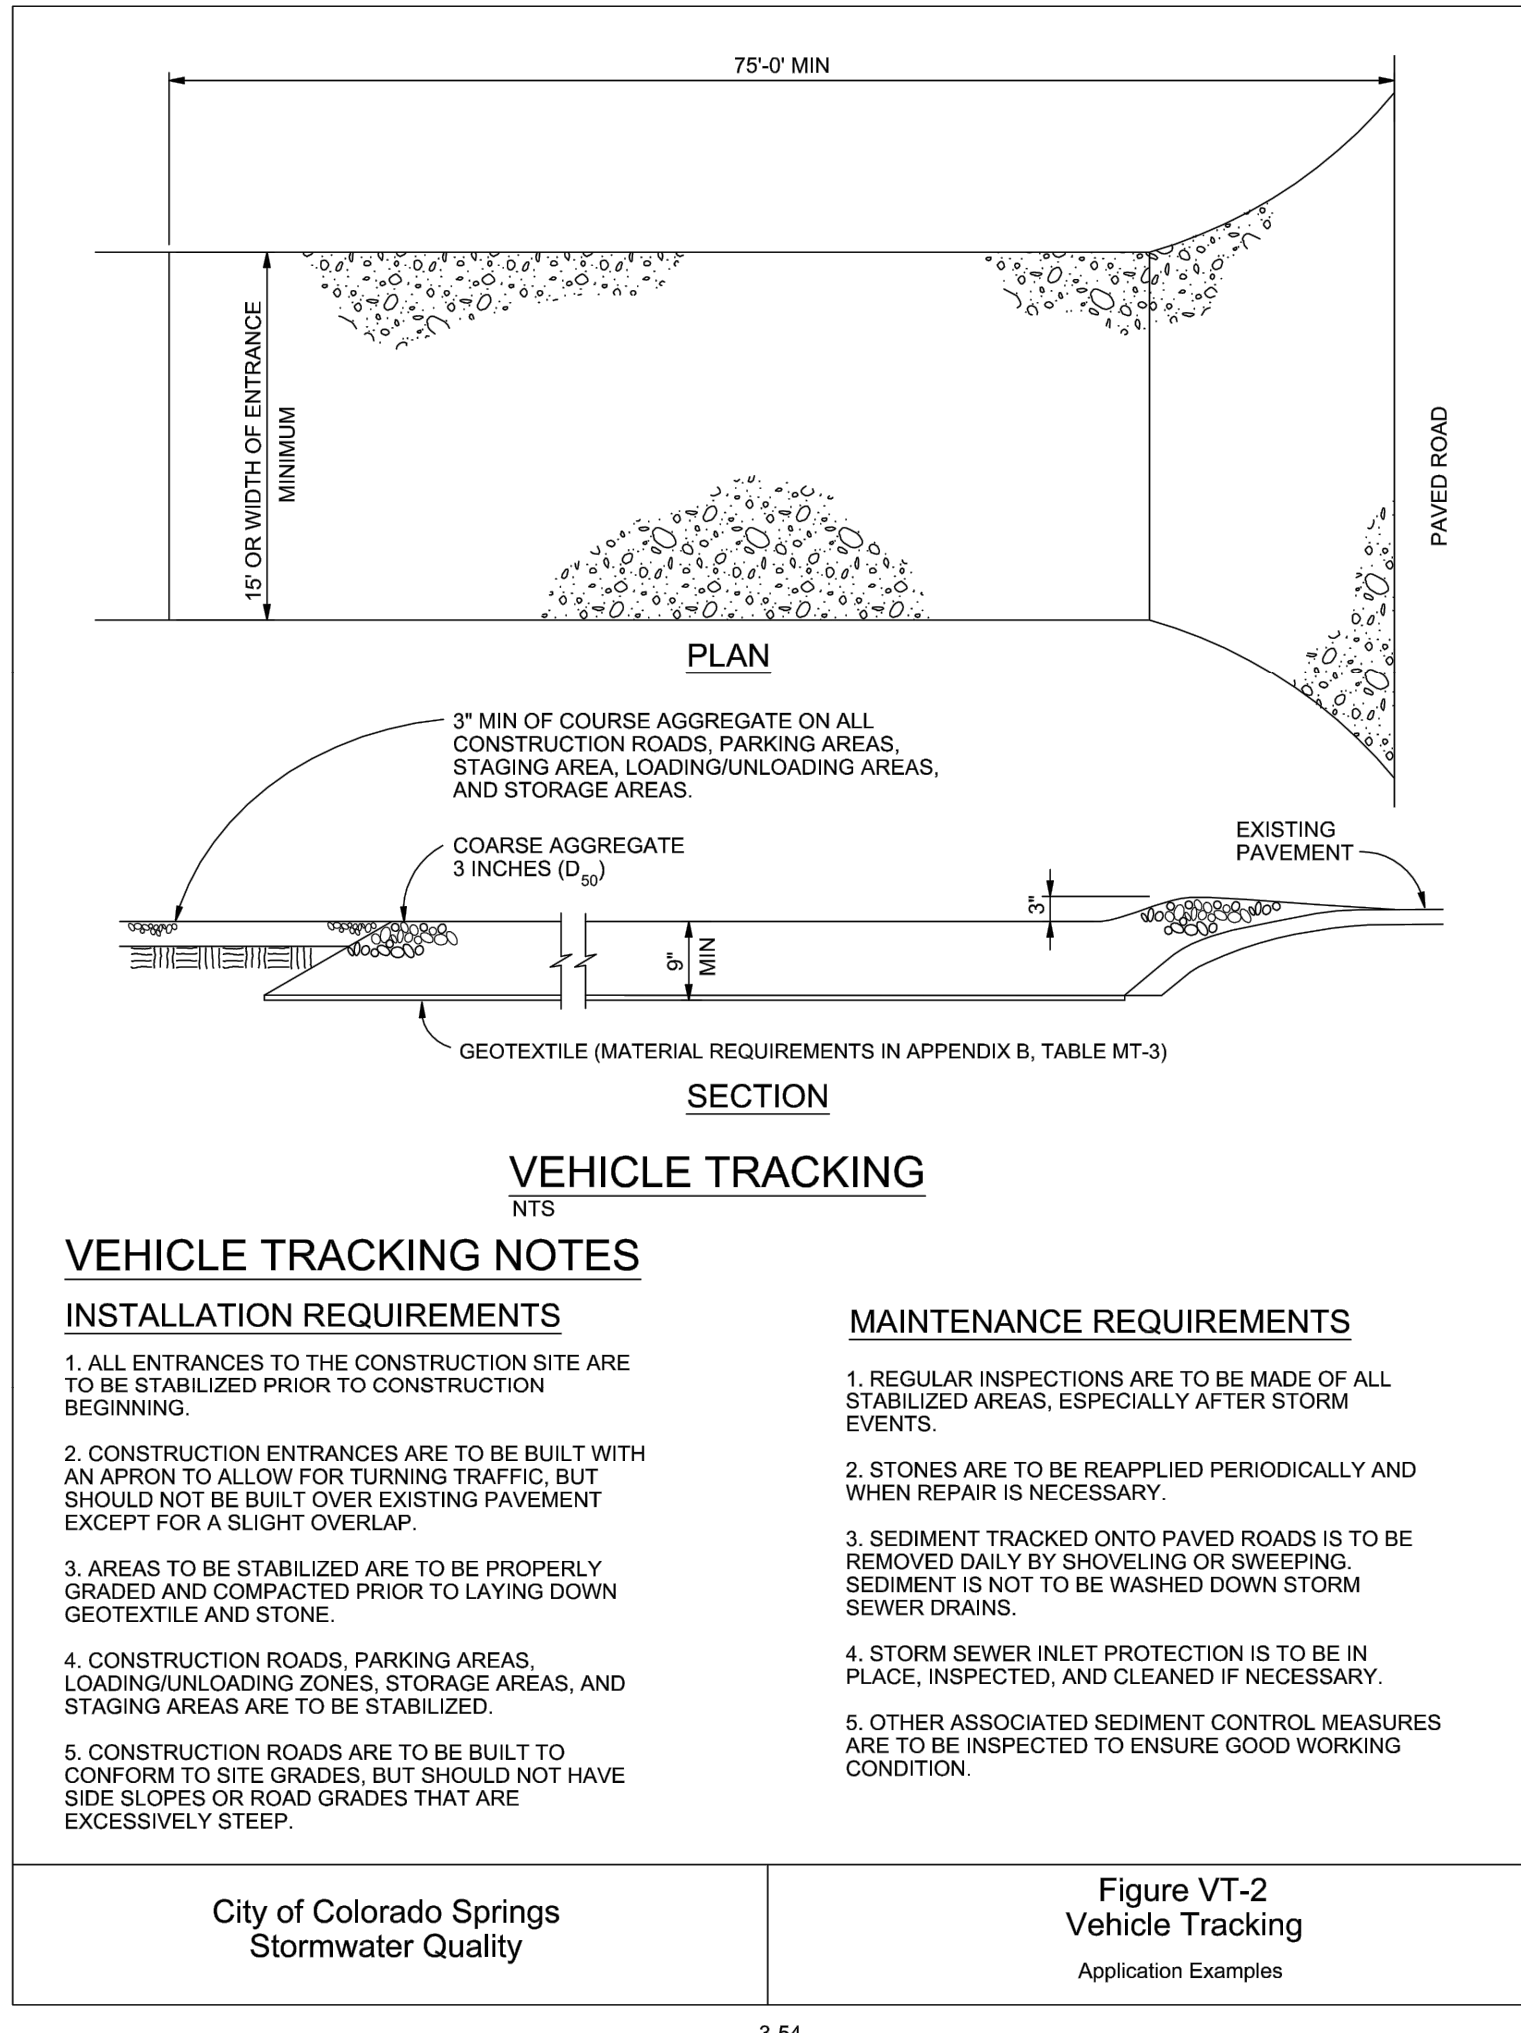 75'-0' MIN
15' OR WIDTH OF ENTRANCE
MINIMUM
PAVED ROAD
PLAN
3" MIN OF COURSE AGGREGATE ON ALL
CONSTRUCTION ROADS, PARKING AREAS,
STAGING AREA, LOADING/UNLOADING AREAS,
AND STORAGE AREAS.
COARSE AGGREGATE
3 INCHES (D50)
EXISTING
PAVEMENT
3"
9"
MIN
GEOTEXTILE (MATERIAL REQUIREMENTS IN APPENDIX B, TABLE MT-3)
SECTION
VEHICLE TRACKING
NTS
VEHICLE TRACKING NOTES
INSTALLATION REQUIREMENTS
1. ALL ENTRANCES TO THE CONSTRUCTION SITE ARE
TO BE STABILIZED PRIOR TO CONSTRUCTION
BEGINNING.
2. CONSTRUCTION ENTRANCES ARE TO BE BUILT WITH
AN APRON TO ALLOW FOR TURNING TRAFFIC, BUT
SHOULD NOT BE BUILT OVER EXISTING PAVEMENT
EXCEPT FOR A SLIGHT OVERLAP.
3. AREAS TO BE STABILIZED ARE TO BE PROPERLY
GRADED AND COMPACTED PRIOR TO LAYING DOWN
GEOTEXTILE AND STONE.
4. CONSTRUCTION ROADS, PARKING AREAS,
LOADING/UNLOADING ZONES, STORAGE AREAS, AND
STAGING AREAS ARE TO BE STABILIZED.
5. CONSTRUCTION ROADS ARE TO BE BUILT TO
CONFORM TO SITE GRADES, BUT SHOULD NOT HAVE
SIDE SLOPES OR ROAD GRADES THAT ARE
EXCESSIVELY STEEP.
MAINTENANCE REQUIREMENTS
1. REGULAR INSPECTIONS ARE TO BE MADE OF ALL
STABILIZED AREAS, ESPECIALLY AFTER STORM
EVENTS.
2. STONES ARE TO BE REAPPLIED PERIODICALLY AND
WHEN REPAIR IS NECESSARY.
3. SEDIMENT TRACKED ONTO PAVED ROADS IS TO BE
REMOVED DAILY BY SHOVELING OR SWEEPING.
SEDIMENT IS NOT TO BE WASHED DOWN STORM
SEWER DRAINS.
4. STORM SEWER INLET PROTECTION IS TO BE IN
PLACE, INSPECTED, AND CLEANED IF NECESSARY.
5. OTHER ASSOCIATED SEDIMENT CONTROL MEASURES
ARE TO BE INSPECTED TO ENSURE GOOD WORKING
CONDITION.
City of Colorado Springs
Stormwater Quality
Figure VT-2
Vehicle Tracking
Application Examples
3-54